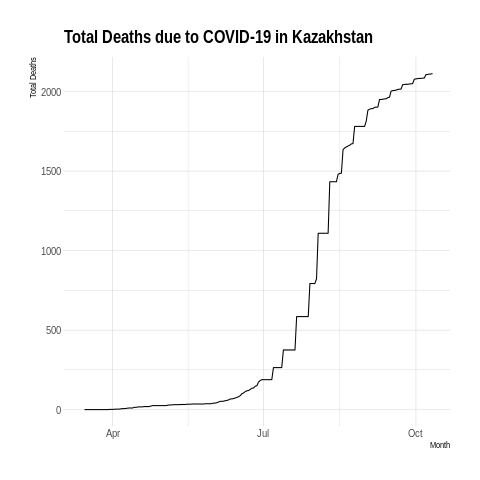 Total Deaths due to COVID-19 in Kazakhstan
Total Deaths
2000
1500
1000
500
0
Apr
Jul
Oct
Month